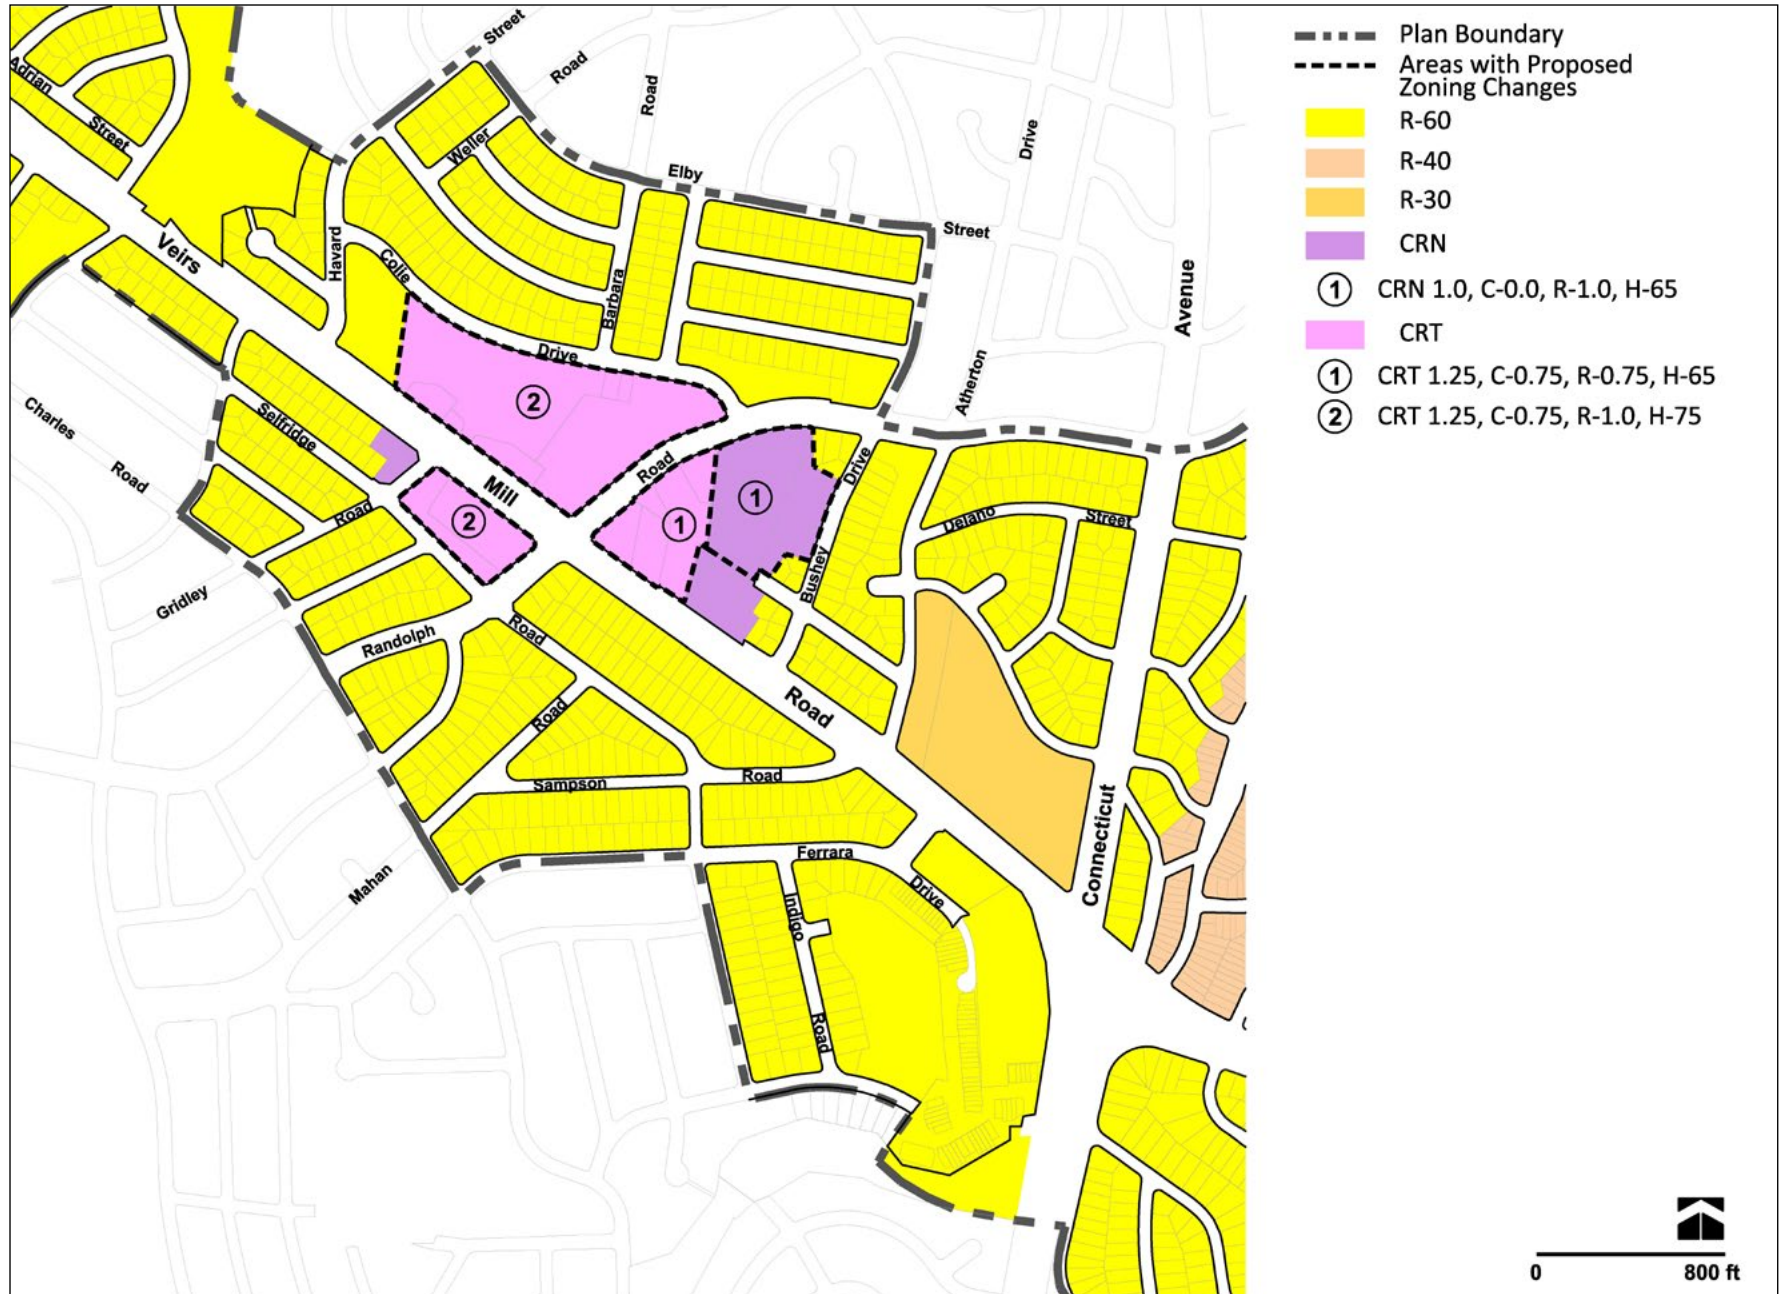 Plan Boundary
Areas with Proposed
Zoning Changes
R-60
R-40
R-30
CRN
1 CRN 1.0, C-0.0, R-1.0, H-65
CRT
1 CRT 1.25, C-0.75, R-0.75, H-65
2 CRT 1.25, C-0.75, R-1.0, H-75
Street
Road
Road
Adrian
Street
Weller
Drive
Elby
Street
Veirs
Havard
Colie
Barbara
Avenue
Drive
Atherton
Charles
Road
Selfridge
2
Road
Drive
Mill
1
1
2
Road
Delano
Street
Bushey
Gridley
Randolph
Road
Road
Road
Sampson
Road
Connecticut
Ferrara
Mahan
Indigo
Drive
Road
0 800 ft